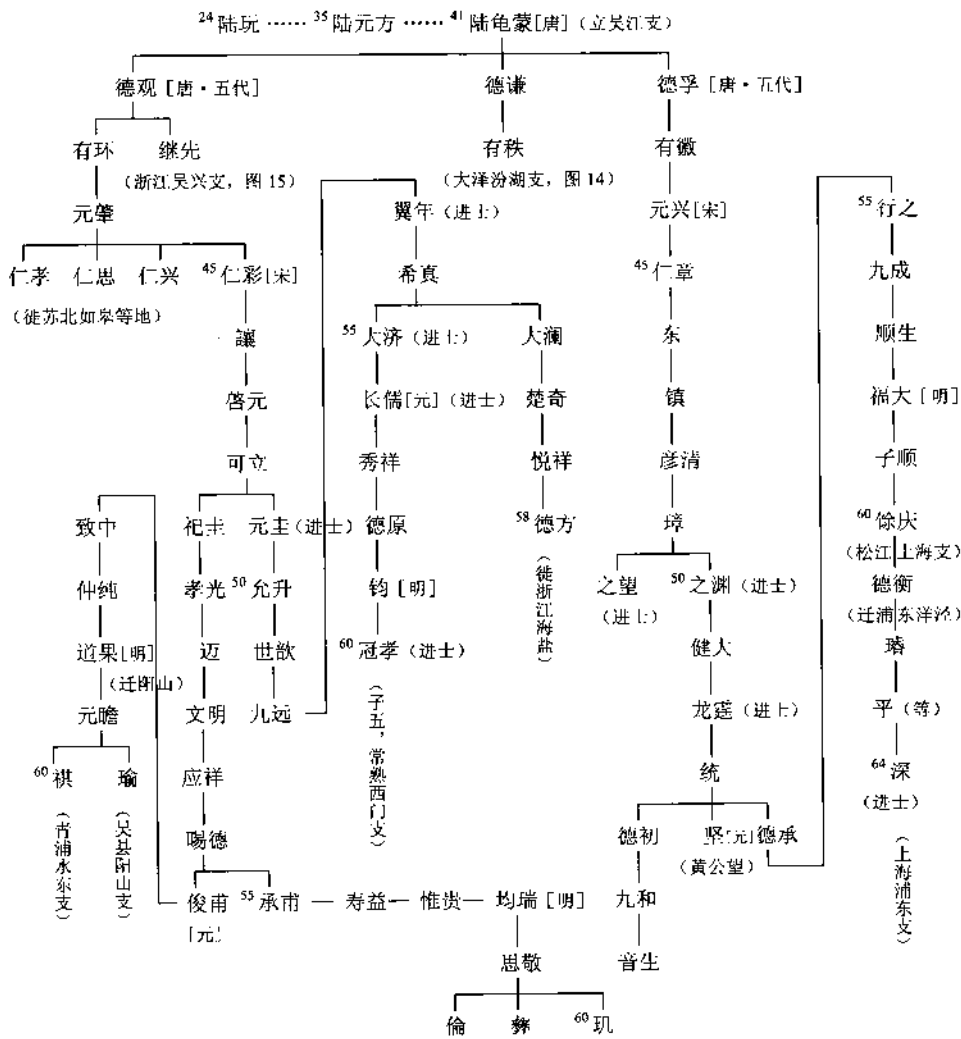 24陆玩 …… 35陆元方 …… 41陆龟蒙[唐]（立吴江支）
德观[唐·五代] 德谦 德孚[唐·五代]
有环 继先 有秩 有徽
（浙江吴兴支，图15） （大泽汾湖支，图14）
元肇 翼年（进士） 元兴[宋] 55行之
仁孝 仁思 仁兴 45仁彩[宋] 希真 45仁章 九成
（徙苏北如皋等地）
讓 55大济（进士） 大澜 东 顺生
啓元 长儒[元]（进士） 楚奇 镇 福大[明]
可立 秀祥 悦祥 彦清 子顺
致中 祀圭 元圭（进士） 德原 58德方 璋 60馀庆
（徙浙江海盐） （松江上海支）
仲纯 孝光 50允升 钧[明] 之望 50之渊（进士） 德衡
（进士） （迁浦东洋泾）
道果[明] 迈 世歆 60冠孝（进士） 健大 璿
（迁阳山） （子五，常熟西门支）
元瞻 文明 九远 龙霆（进士） 平（等）
60祺 瑜 应祥 统 64深
（青浦水东支） （吴县阳山支） （进士）
（上海浦东支）
暘德 德初 坚[元] 德承
（黄公望）
俊甫 55承甫 寿益 惟贵 均瑞[明] 九和
[元]
思敬 音生
倫 彝 60玑